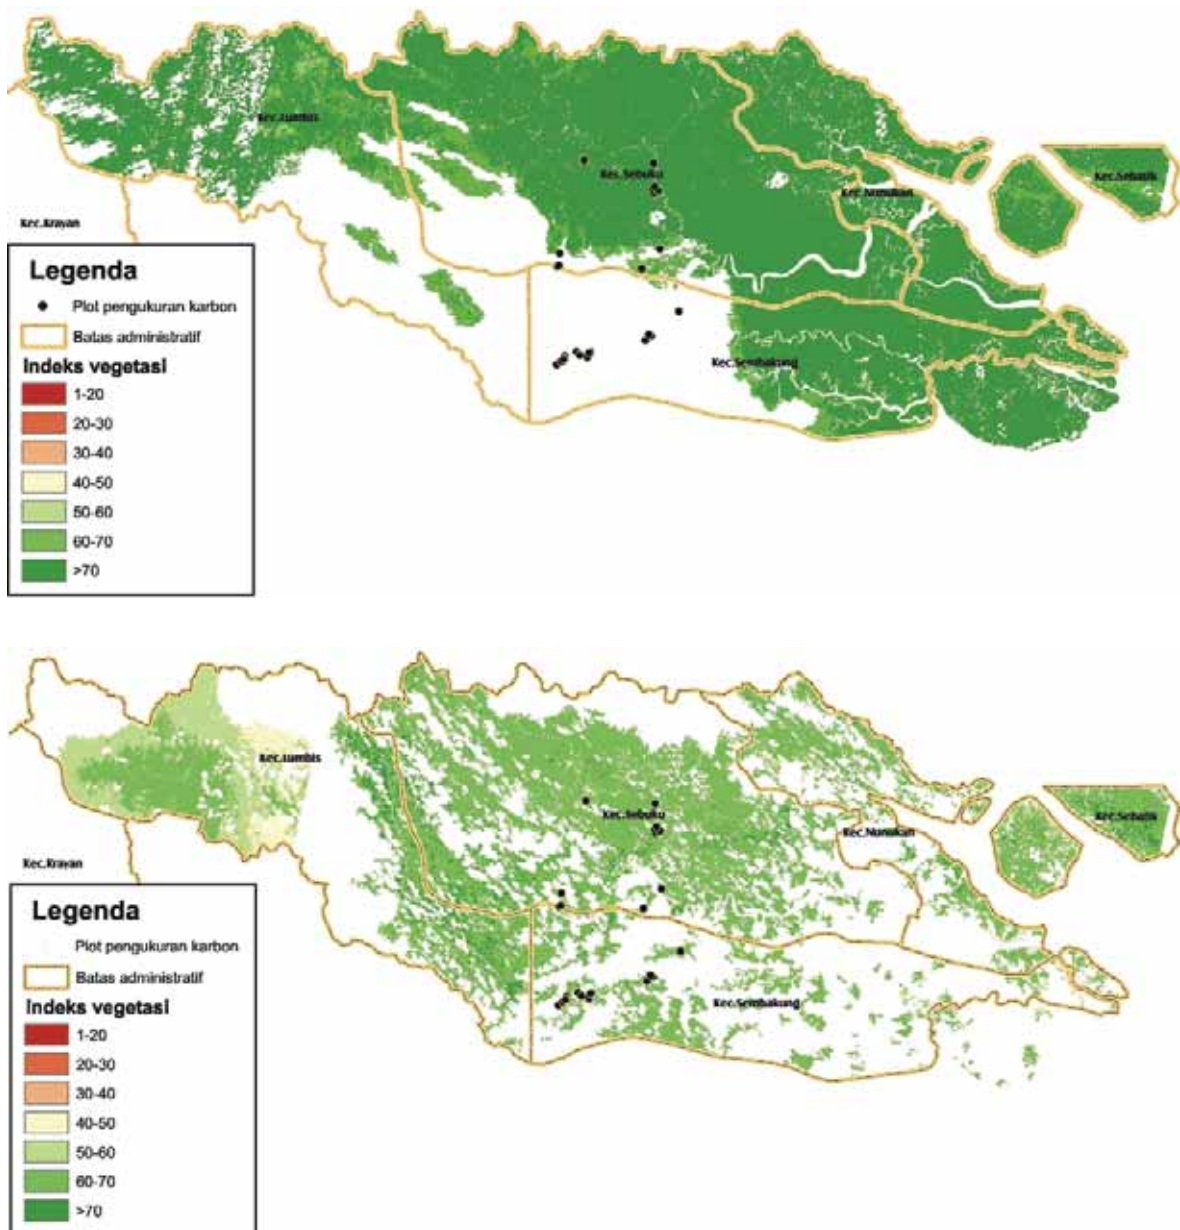 Kec.Lumbis
Kec.Sebuku
Kec.Sebatik
Kec.Nunukan
Kec.Krayan
Kec.Sembakung
Legenda
Plot pengukuran karbon
Batas administratif
Indeks vegetasi
1-20
20-30
30-40
40-50
50-60
60-70
>70
Kec.Lumbis
Kec.Sebuku
Kec.Sebatik
Kec.Nunukan
Kec.Krayan
Kec.Sembakung
Legenda
Plot pengukuran karbon
Batas administratif
Indeks vegetasi
1-20
20-30
30-40
40-50
50-60
60-70
>70